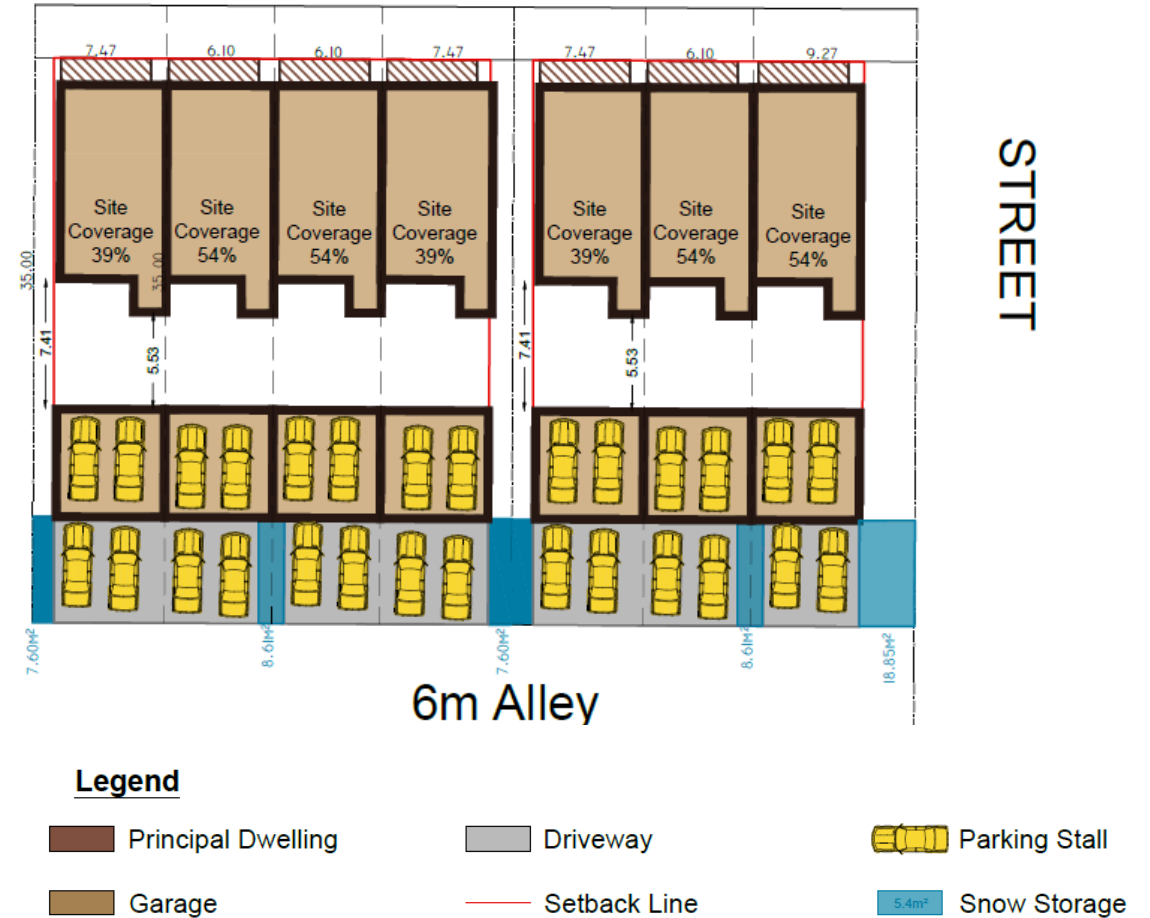 7.47 6.10 6.10 7.47 7.47 6.10 9.27
STREET
Site Coverage 39%
Site Coverage 54%
Site Coverage 54%
Site Coverage 39%
Site Coverage 39%
Site Coverage 54%
Site Coverage 54%
35.00
35.00
7.41
5.53
7.41
5.53
7.60M²
8.61M²
7.60M²
8.61M²
18.85M²
6m Alley
Legend
Principal Dwelling
Driveway
Parking Stall
Garage
Setback Line
5.4m²
Snow Storage